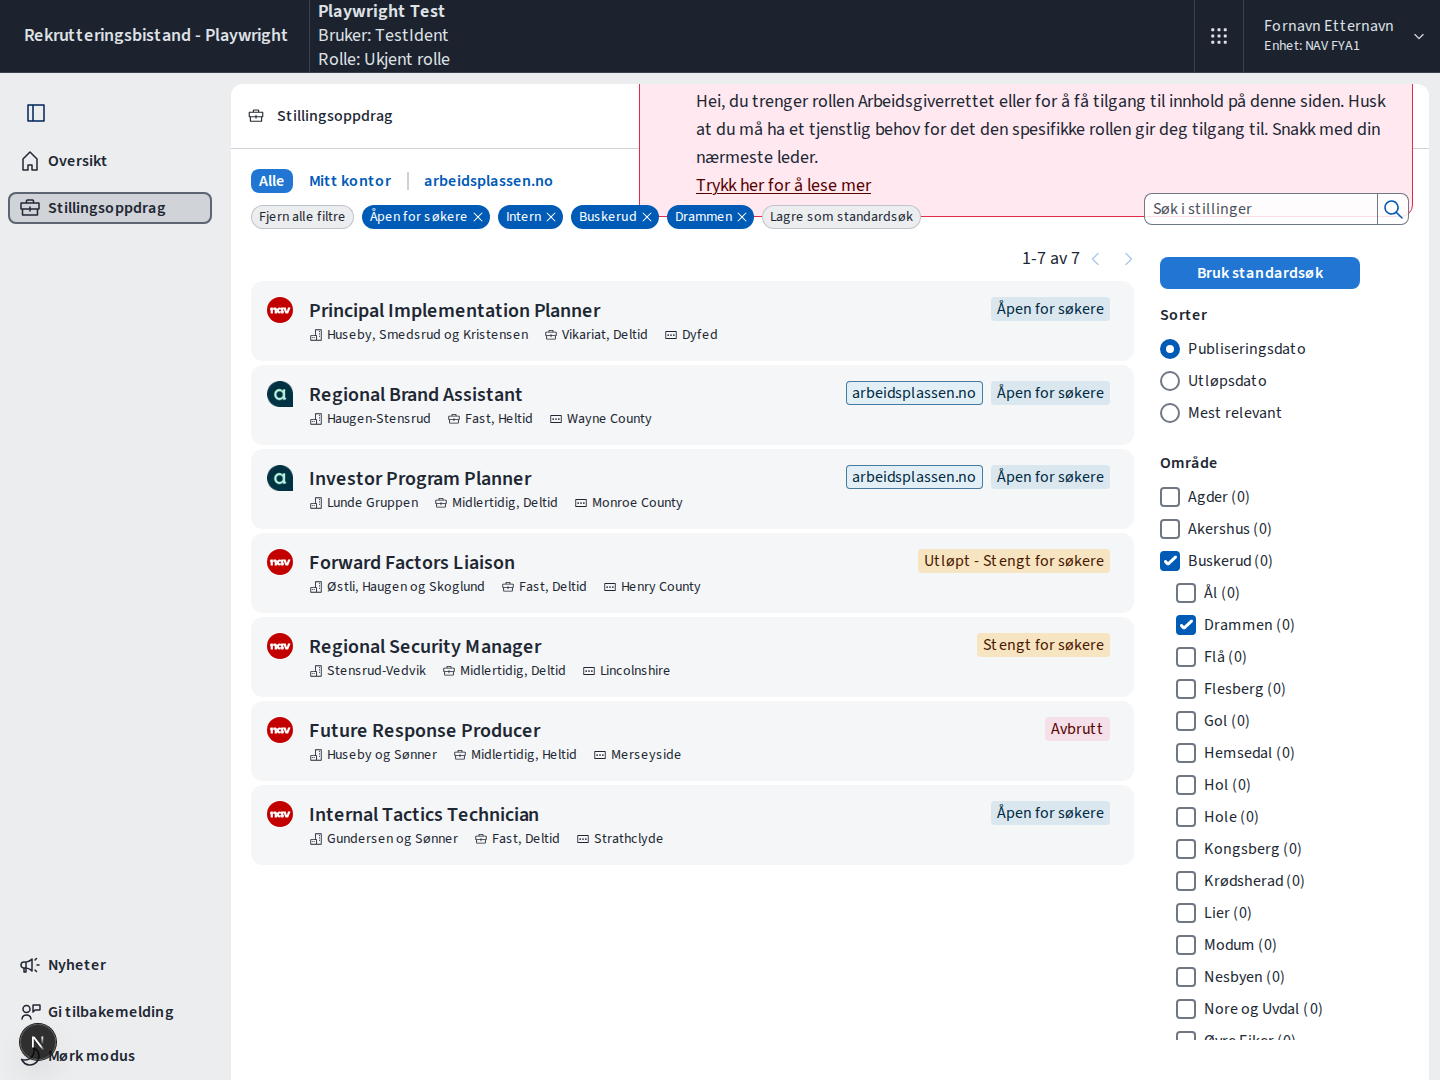 Rekrutteringsbistand - Playwright
Playwright Test
Bruker: TestIdent
Rolle: Ukjent rolle
Fornavn Etternavn
Enhet: NAV FYA1
Oversikt
Stillingsoppdrag
Nyheter
Gi tilbakemelding
N
Mørk modus
Stillingsoppdrag
Hei, du trenger rollen Arbeidsgiverrettet eller for å få tilgang til innhold på denne siden. Husk
at du må ha et tjenstlig behov for det den spesifikke rollen gir deg tilgang til. Snakk med din
nærmeste leder.
Trykk her for å lese mer
Alle Mitt kontor arbeidsplassen.no
Fjern alle filtre Åpen for søkere Intern Buskerud Drammen Lagre som standardsøk
Søk i stillinger
1-7 av 7
nav
Principal Implementation Planner
Åpen for søkere
Huseby, Smedsrud og Kristensen Vikariat, Deltid Dyfed
a
Regional Brand Assistant
arbeidsplassen.no Åpen for søkere
Haugen-Stensrud Fast, Heltid Wayne County
a
Investor Program Planner
arbeidsplassen.no Åpen for søkere
Lunde Gruppen Midlertidig, Deltid Monroe County
nav
Forward Factors Liaison
Utløpt - Stengt for søkere
Østli, Haugen og Skoglund Fast, Deltid Henry County
nav
Regional Security Manager
Stengt for søkere
Stensrud-Vedvik Midlertidig, Deltid Lincolnshire
nav
Future Response Producer
Avbrutt
Huseby og Sønner Midlertidig, Heltid Merseyside
nav
Internal Tactics Technician
Åpen for søkere
Gundersen og Sønner Fast, Deltid Strathclyde
Bruk standardsøk
Sorter
Publiseringsdato
Utløpsdato
Mest relevant
Område
Agder (0)
Akershus (0)
Buskerud (0)
Ål (0)
Drammen (0)
Flå (0)
Flesberg (0)
Gol (0)
Hemsedal (0)
Hol (0)
Hole (0)
Kongsberg (0)
Krødsherad (0)
Lier (0)
Modum (0)
Nesbyen (0)
Nore og Uvdal (0)
Øvre Eiker (0)